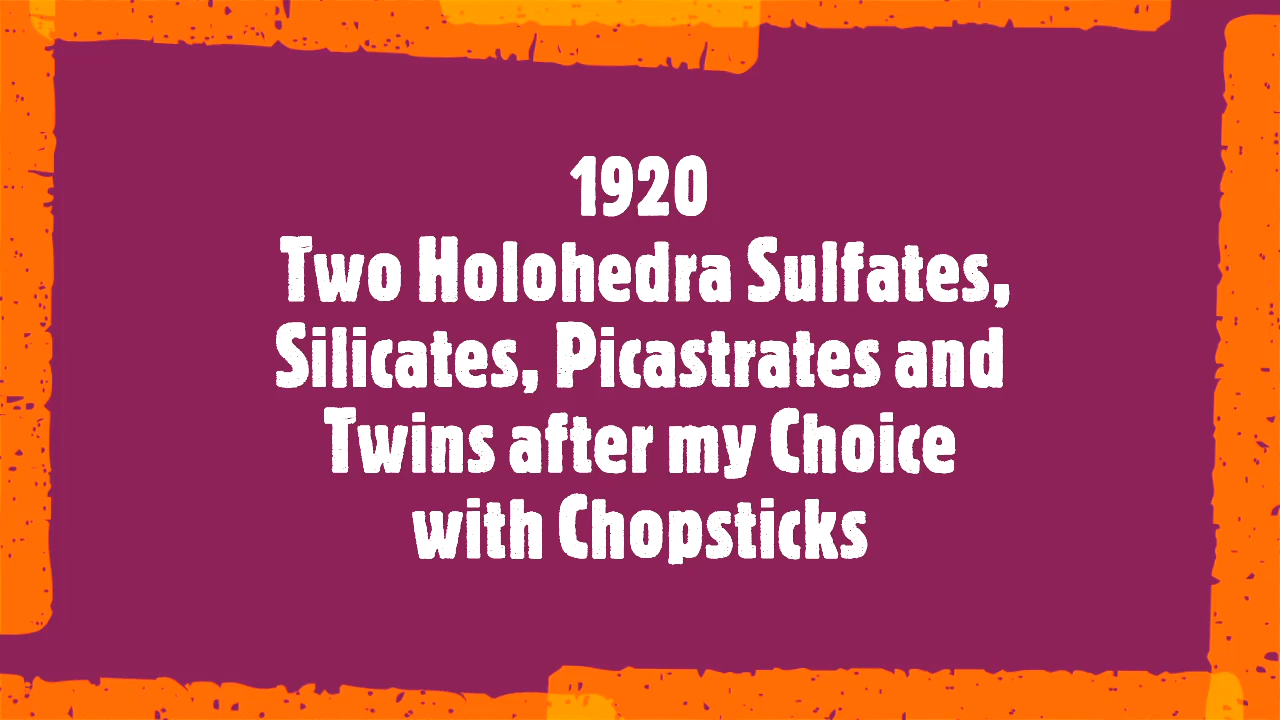 1920
Two Holohedra Sulfates,
Silicates, Picastrates and
Twins after my Choice
with Chopsticks